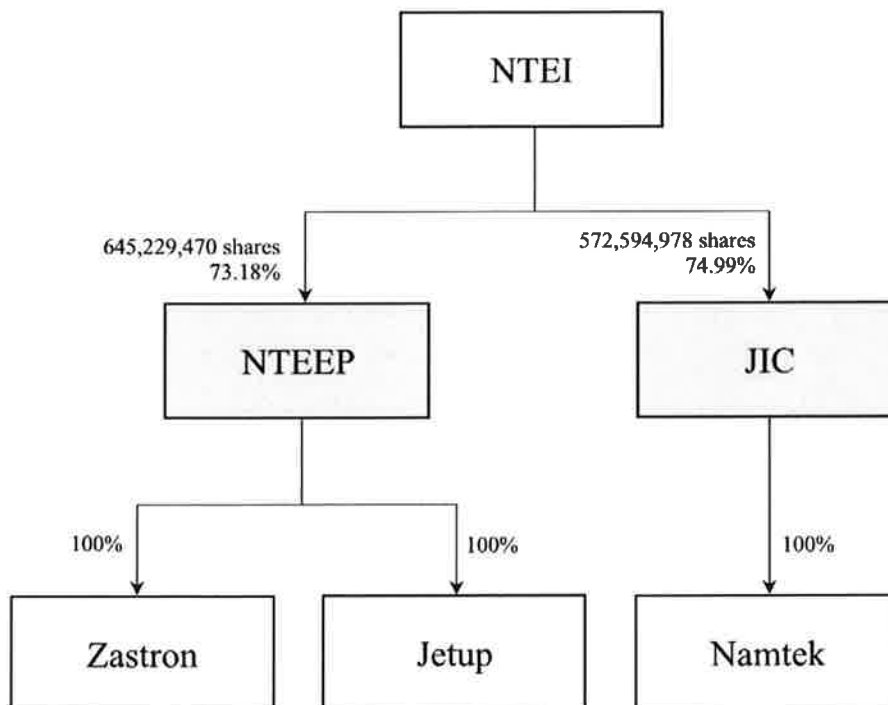 NTEI
645,229,470 shares
73.18%
572,594,978 shares
74.99%
NTEEP
JIC
100%
100%
100%
Zastron
Jetup
Namtek